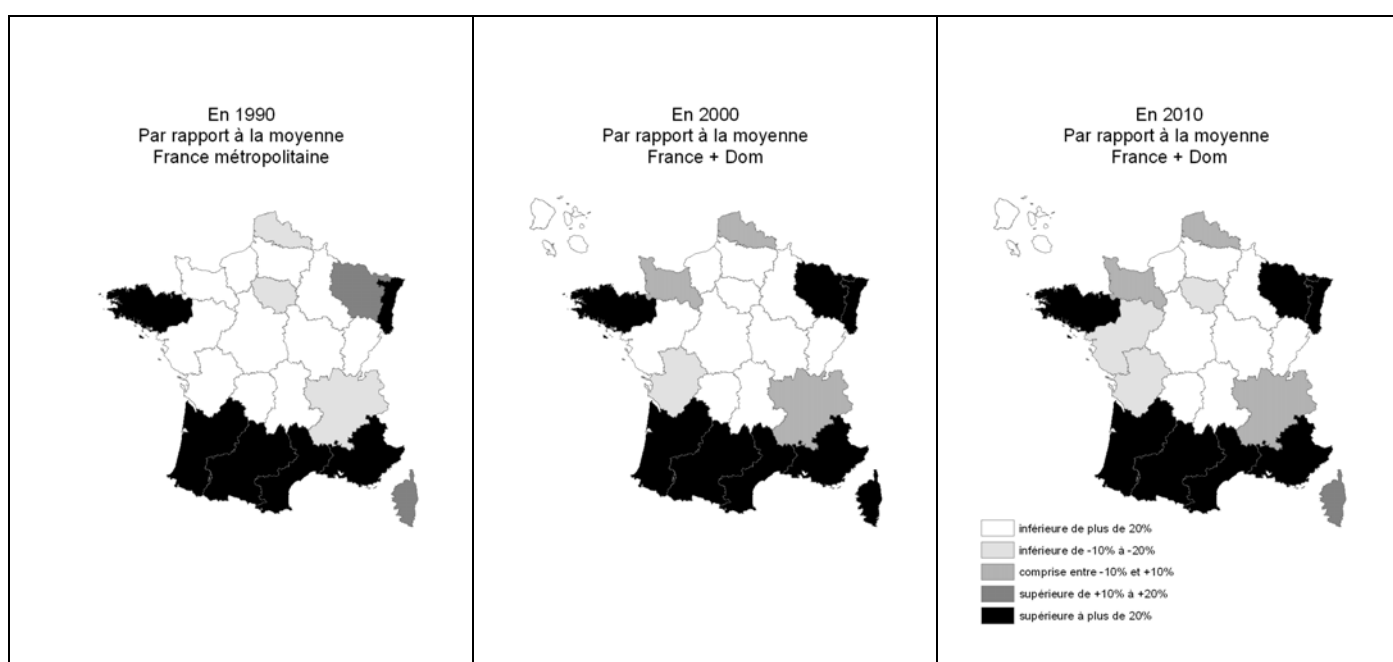 En 1990
Par rapport à la moyenne
France métropolitaine
En 2000
Par rapport à la moyenne
France + Dom
En 2010
Par rapport à la moyenne
France + Dom
inférieure de plus de 20%
inférieure de -10% à -20%
comprise entre -10% et +10%
supérieure de +10% à +20%
supérieure à plus de 20%